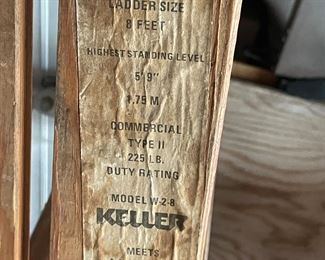 LADDER SIZE
8 FEET
HIGHEST STANDING LEVEL
5'9"
1.75 M
COMMERCIAL
TYPE II
225 LB.
DUTY RATING
MODEL W-2-8
KELLER
MEETS